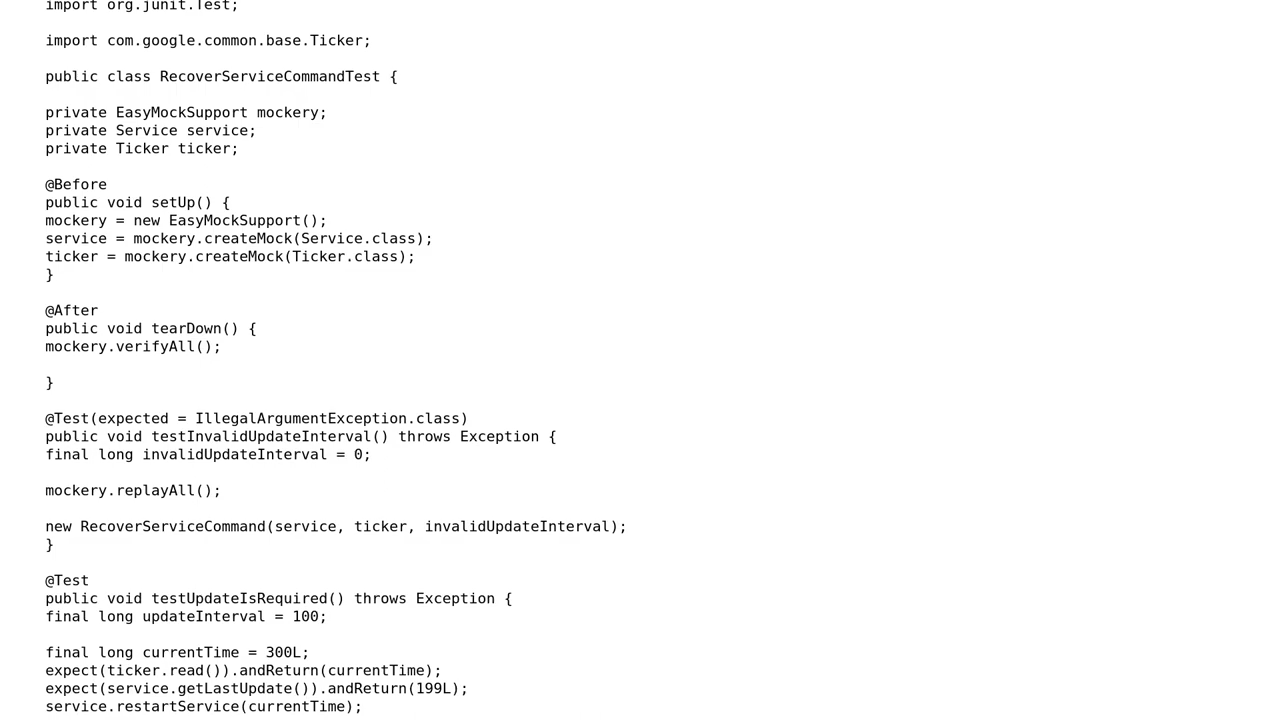 import org.junit.Test;
import com.google.common.base.Ticker;
public class RecoverServiceCommandTest {
private EasyMockSupport mockery;
private Service service;
private Ticker ticker;
@Before
public void setUp() {
mockery = new EasyMockSupport();
service = mockery.createMock(Service.class);
ticker = mockery.createMock(Ticker.class);
}
@After
public void tearDown() {
mockery.verifyAll();
}
@Test(expected = IllegalArgumentException.class)
public void testInvalidUpdateInterval() throws Exception {
final long invalidUpdateInterval = 0;
mockery.replayAll();
new RecoverServiceCommand(service, ticker, invalidUpdateInterval);
}
@Test
public void testUpdateIsRequired() throws Exception {
final long updateInterval = 100;
final long currentTime = 300L;
expect(ticker.read()).andReturn(currentTime);
expect(service.getLastUpdate()).andReturn(199L);
service.restartService(currentTime);